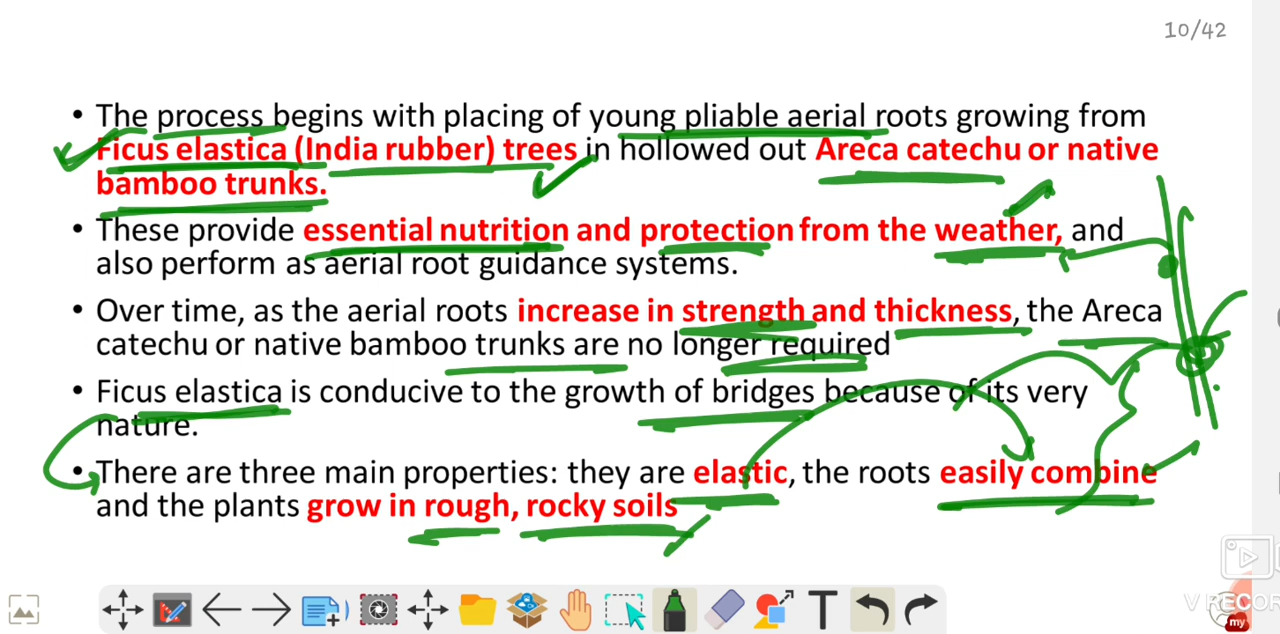 10/42
• The process begins with placing of young pliable aerial roots growing from
Ficus elastica (India rubber) trees in hollowed out Areca catechu or native
bamboo trunks.
• These provide essential nutrition and protection from the weather, and
also perform as aerial root guidance systems.
• Over time, as the aerial roots increase in strength and thickness, the Areca
catechu or native bamboo trunks are no longer required
• Ficus elastica is conducive to the growth of bridges because of its very
nature.
• There are three main properties: they are elastic, the roots easily combine
and the plants grow in rough, rocky soils
T
V RECOR
my